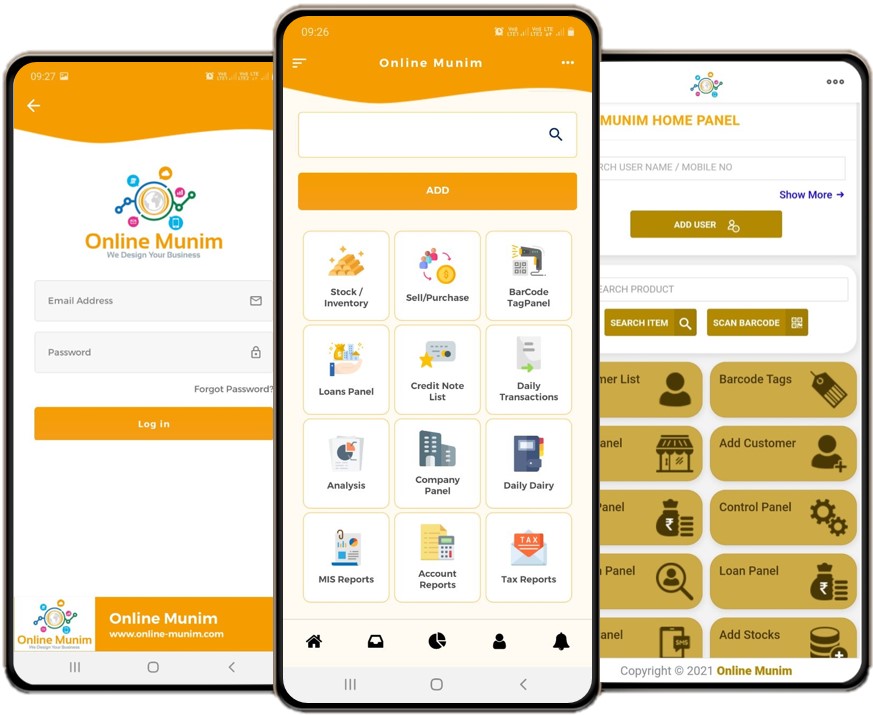 09:27
Online Munim
We Design Your Business
Email Address
Password
Forgot Password?
Log in
Online Munim
We Design Your Business
Online Munim
www.online-munim.com
09:26
Online Munim
ADD
Stock /
Inventory
Sell/Purchase
BarCode
TagPanel
Loans Panel
Credit Note
List
Daily
Transactions
Analysis
Company
Panel
Daily Dairy
MIS Reports
Account
Reports
TAX
Tax Reports
MUNIM HOME PANEL
RCH USER NAME / MOBILE NO
Show More →
ADD USER
EARCH PRODUCT
SEARCH ITEM
SCAN BARCODE
mer List
Barcode Tags
anel
Add Customer
Panel
Control Panel
Panel
Loan Panel
anel
SMS
Add Stocks
Copyright © 2021 Online Munim